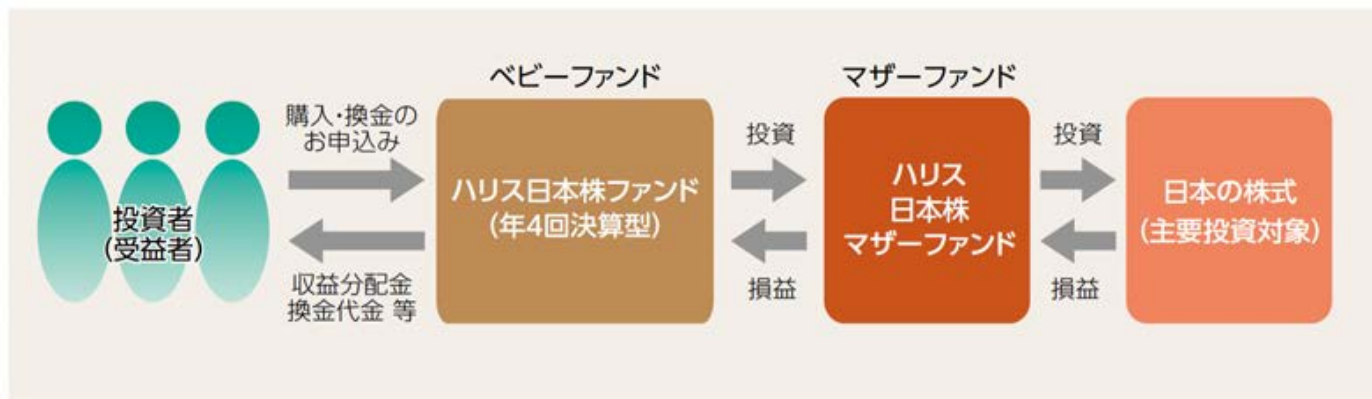 投資者
(受益者)
購入・換金の
お申込み
収益分配金
換金代金 等
ベビーファンド
ハリス日本株ファンド
(年4回決算型)
投資
損益
マザーファンド
ハリス
日本株
マザーファンド
投資
損益
日本の株式
(主要投資対象)